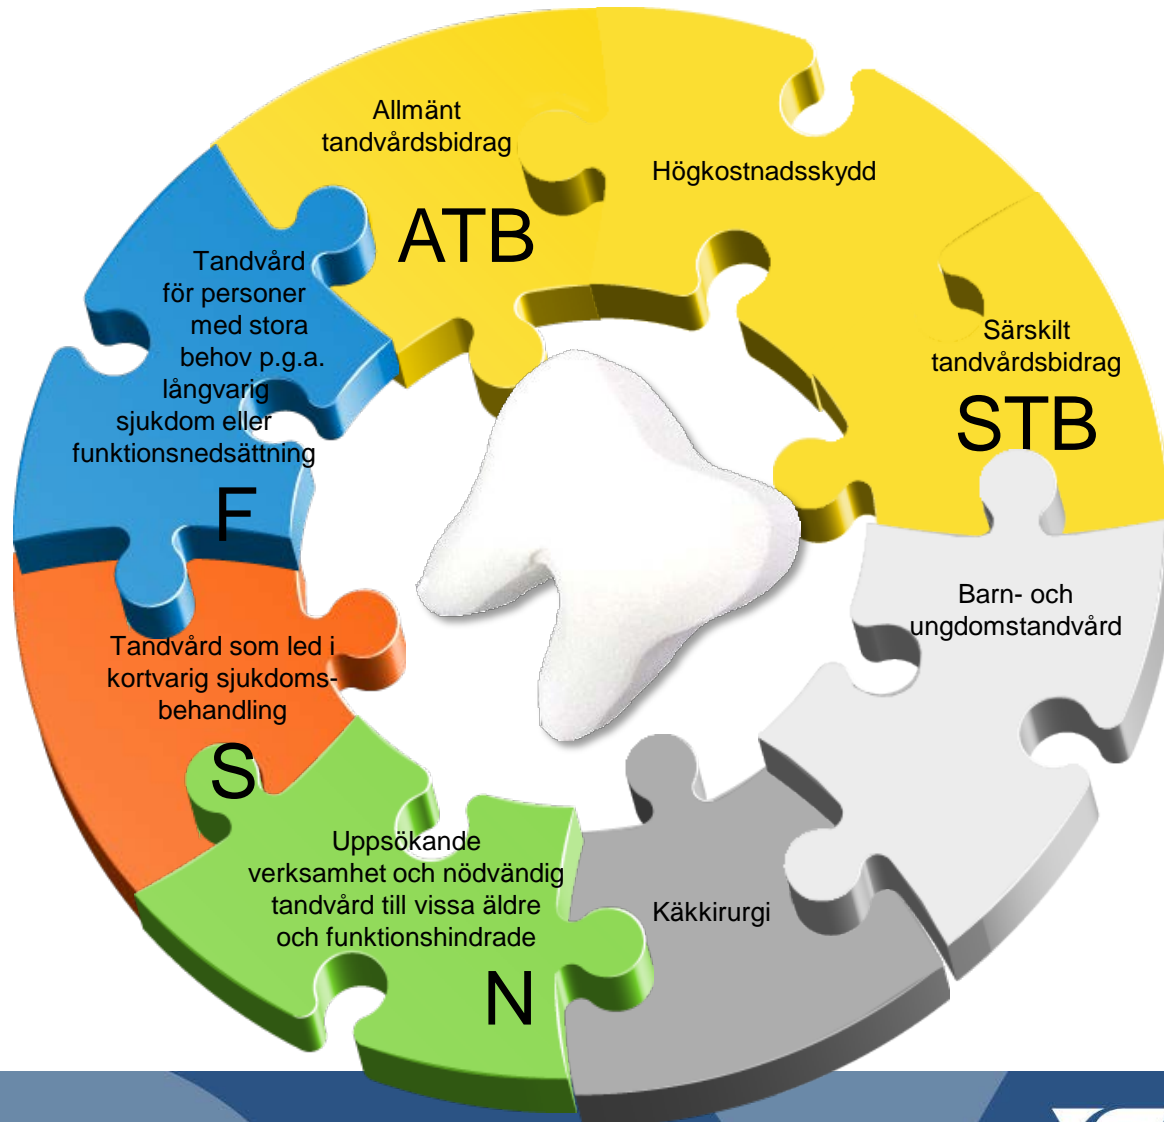 Allmänt
tandvårdsbidrag
ATB
Högkostnadsskydd
Särskilt
tandvårdsbidrag
STB
Barn- och
ungdomstandvård
Käkkirurgi
Uppsökande
verksamhet och nödvändig
tandvård till vissa äldre
och funktionshindrade
N
Tandvård som led i
kortvarig sjukdoms-
behandling
S
Tandvård
för personer
med stora
behov p.g.a.
långvarig
sjukdom eller
funktionsnedsättning
F